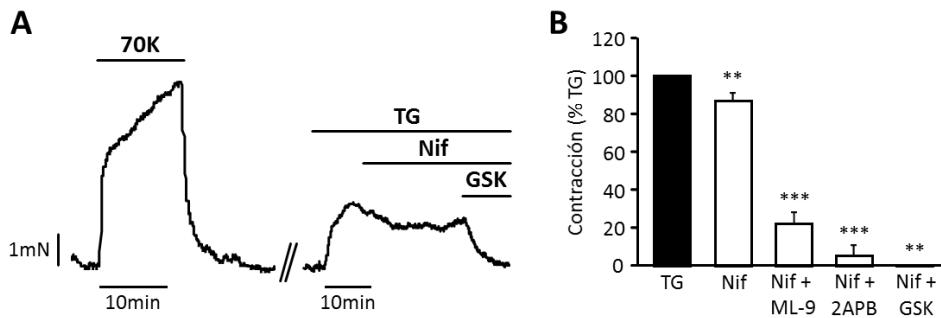 A
70K
TG
Nif
GSK
1mN
10min
10min
B
Contracción (% TG)
120
100
80
60
40
20
0
**
***
***
**
TG
Nif
Nif +
ML-9
Nif +
2APB
Nif +
GSK